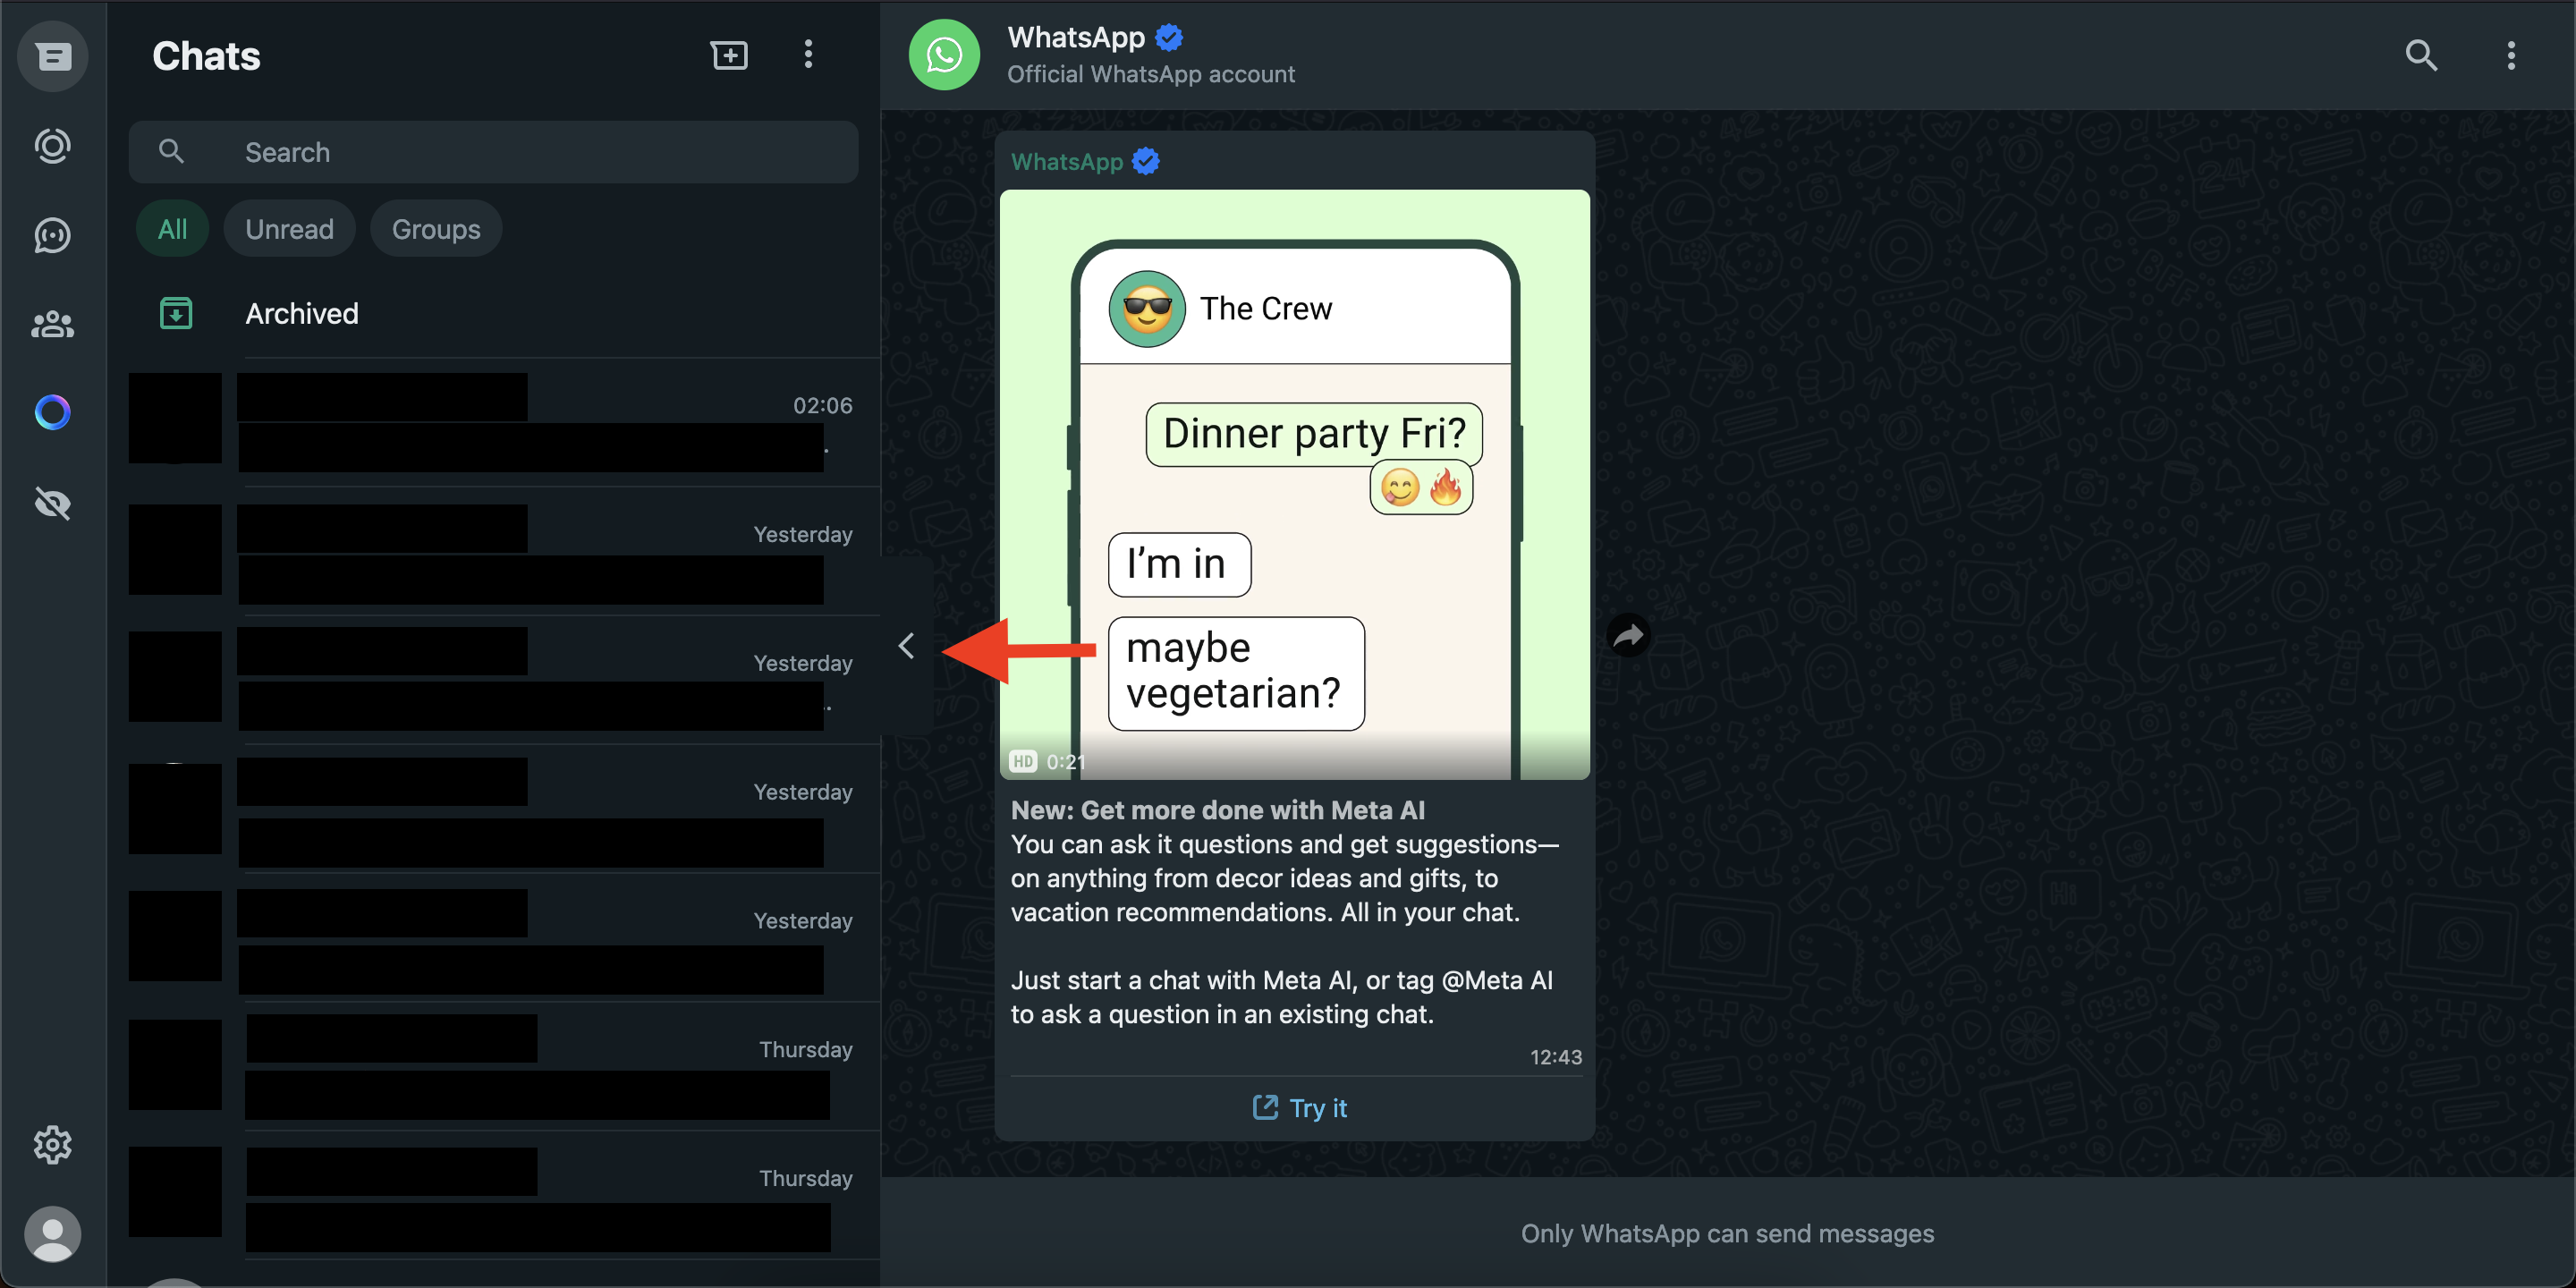 Chats
Search
All
Unread
Groups
Archived
02:06
Yesterday
Yesterday
Yesterday
Yesterday
Thursday
Thursday
WhatsApp
Official WhatsApp account
WhatsApp
The Crew
Dinner party Fri?
I'm in
maybe
vegetarian?
HD 0:21
New: Get more done with Meta AI
You can ask it questions and get suggestions—
on anything from decor ideas and gifts, to
vacation recommendations. All in your chat.
Just start a chat with Meta AI, or tag @Meta AI
to ask a question in an existing chat.
12:43
Try it
Only WhatsApp can send messages